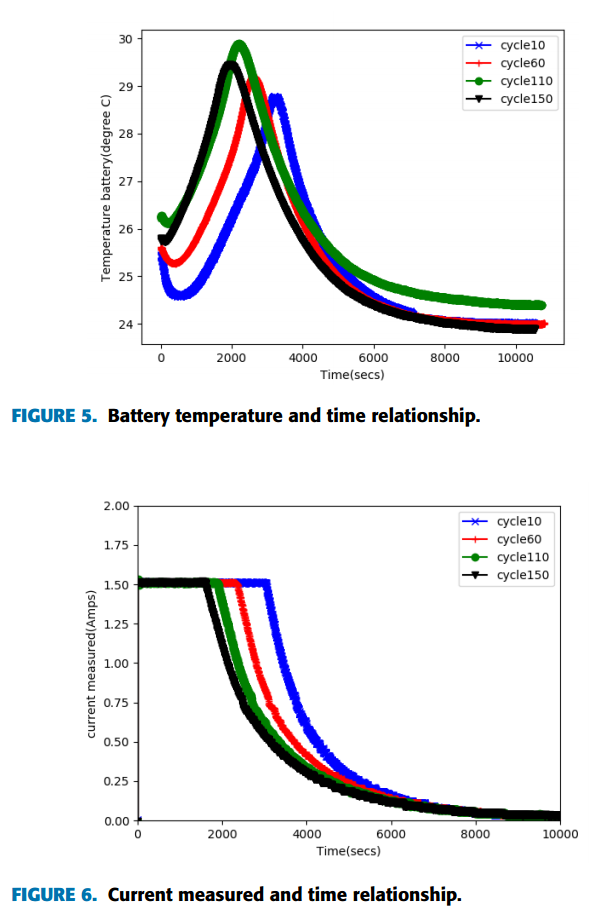 30
29
28
27
26
25
24
Temperature battery(degree C)
cycle10
cycle60
cycle110
cycle150
0 2000 4000 6000 8000 10000
Time(secs)
FIGURE 5. Battery temperature and time relationship.
2.00
1.75
1.50
1.25
1.00
0.75
0.50
0.25
0.00
current measured(Amps)
cycle10
cycle60
cycle110
cycle150
0 2000 4000 6000 8000 10000
Time(secs)
FIGURE 6. Current measured and time relationship.